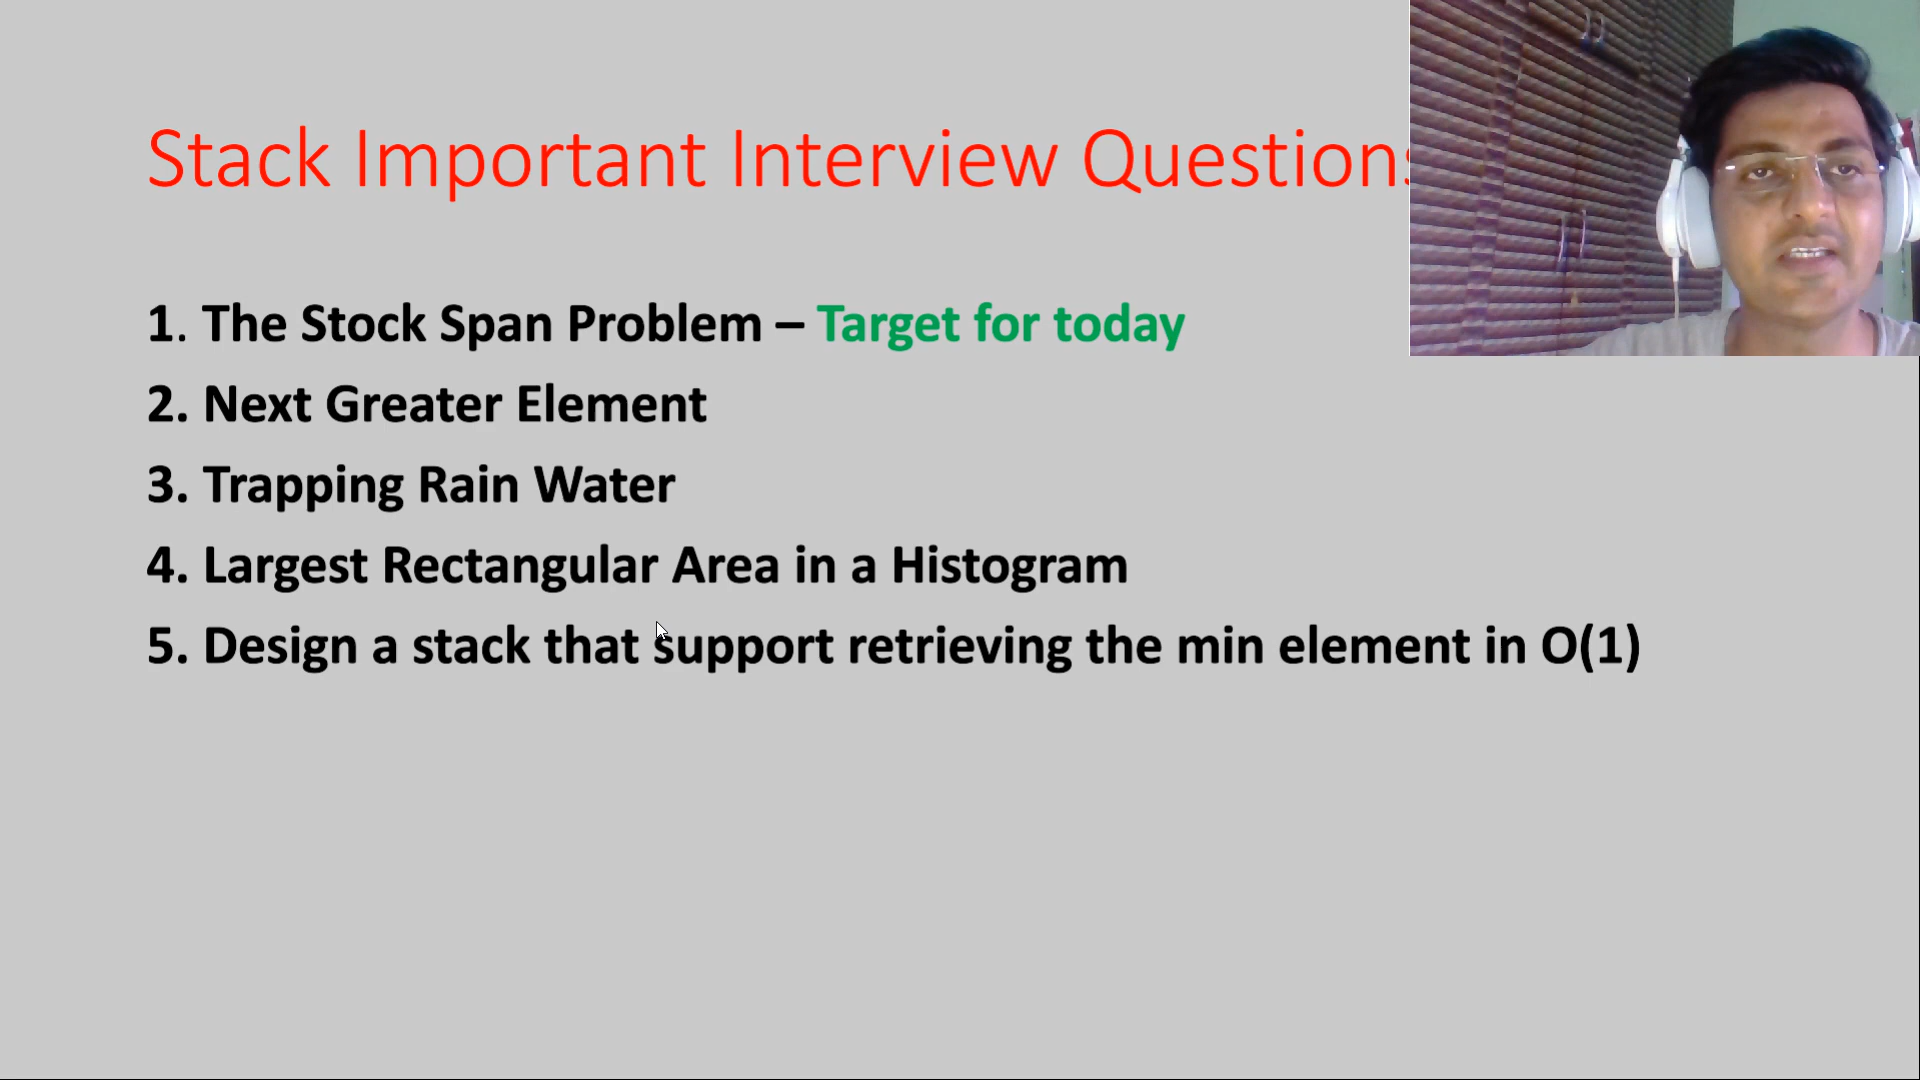 Stack Important Interview Questions
1. The Stock Span Problem – Target for today
2. Next Greater Element
3. Trapping Rain Water
4. Largest Rectangular Area in a Histogram
5. Design a stack that support retrieving the min element in O(1)